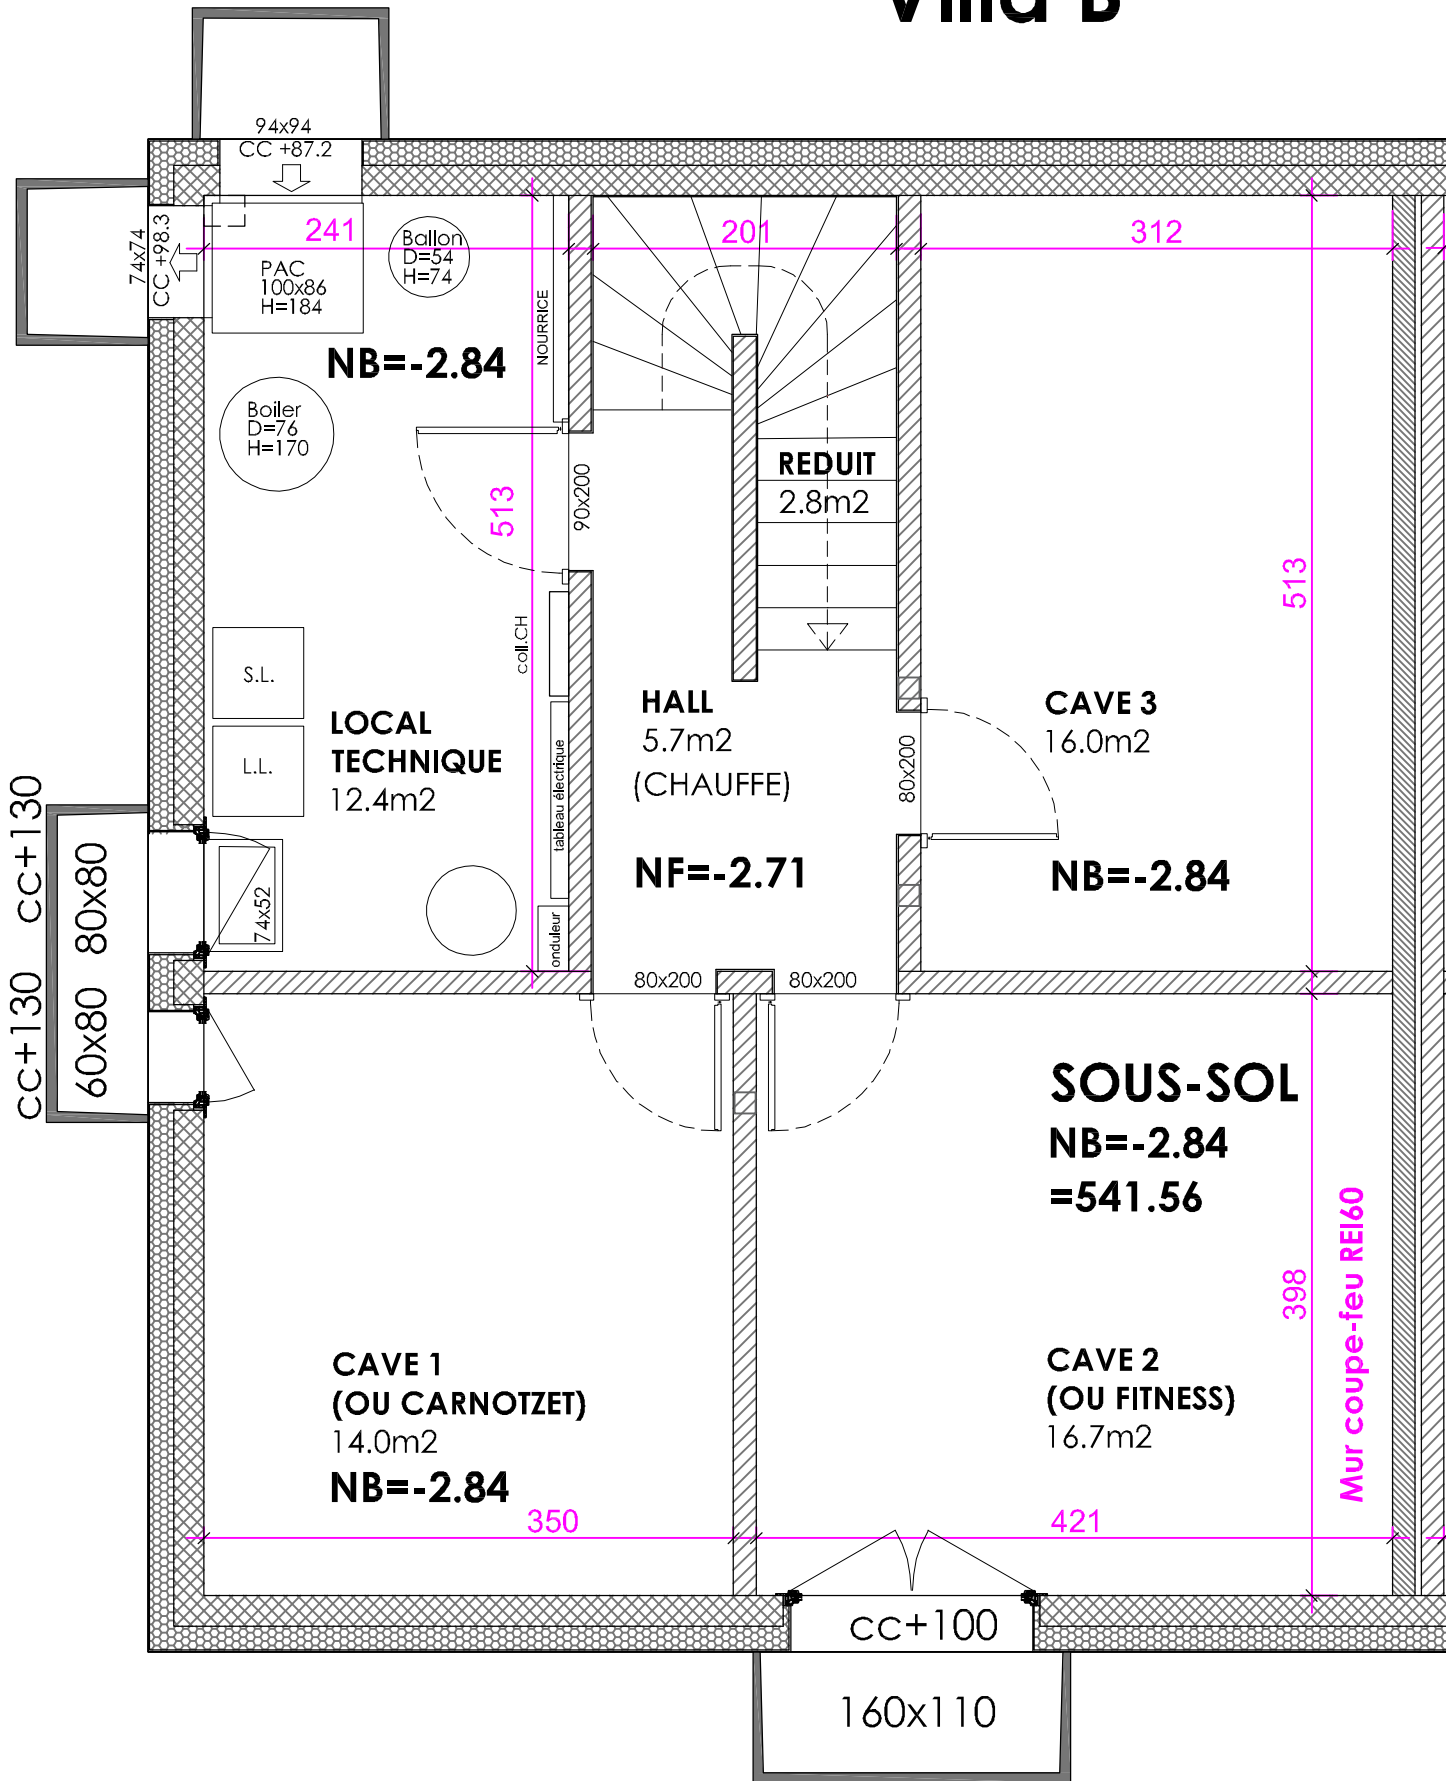 Villa B
94x94
CC +87.2
74x74
CC +98.3
241
201
312
PAC
100x86
H=184
Ballon
D=54
H=74
NOURRICE
NB=-2.84
Boiler
D=76
H=170
513
90x200
REDUIT
2.8m2
513
coll.CH
S.L.
L.L.
LOCAL
TECHNIQUE
12.4m2
tableau électrique
onduleur
74x52
HALL
5.7m2
(CHAUFFE)
NF=-2.71
80x200
CAVE 3
16.0m2
NB=-2.84
cc+130
80x80
cc+130
60x80
80x200
80x200
SOUS-SOL
NB=-2.84
=541.56
398
Mur coupe-feu REI60
CAVE 1
(OU CARNOTZET)
14.0m2
NB=-2.84
CAVE 2
(OU FITNESS)
16.7m2
350
421
cc+100
160x110